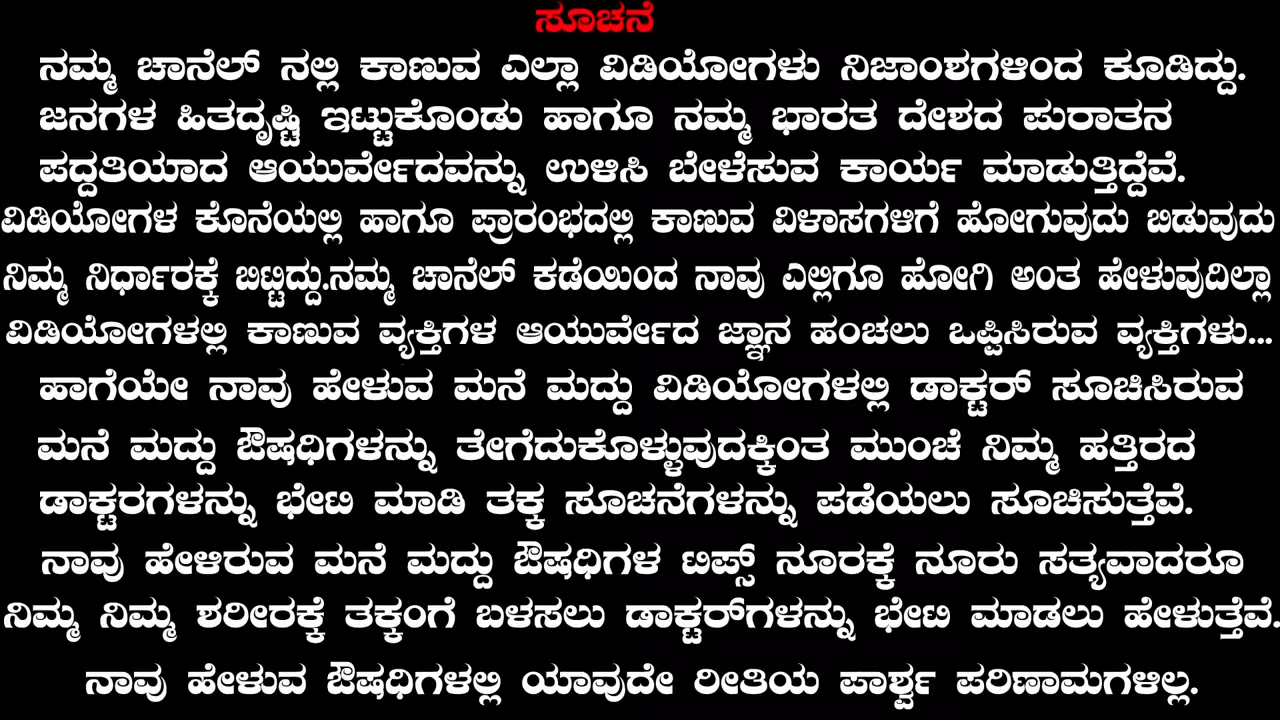 ಸೂಚನೆ
ನಮ್ಮ ಚಾನೆಲ್ ನಲ್ಲಿ ಕಾಣುವ ಎಲ್ಲಾ ವಿಡಿಯೋಗಳು ನಿಜಾಂಶಗಳಿಂದ ಕೂಡಿದ್ದು.
ಜನಗಳ ಹಿತದೃಷ್ಟಿ ಇಟ್ಟುಕೊಂಡು ಹಾಗೂ ನಮ್ಮ ಭಾರತ ದೇಶದ ಪುರಾತನ
ಪದ್ದತಿಯಾದ ಆಯುರ್ವೇದವನ್ನು ಉಳಿಸಿ ಬೇಳೆಸುವ ಕಾರ್ಯ ಮಾಡುತ್ತಿದ್ದೆವೆ.
ವಿಡಿಯೋಗಳ ಕೊನೆಯಲ್ಲಿ ಹಾಗೂ ಪ್ರಾರಂಭದಲ್ಲಿ ಕಾಣುವ ವಿಳಾಸಗಳಿಗೆ ಹೋಗುವುದು ಬಿಡುವುದು
ನಿಮ್ಮ ನಿರ್ಧಾರಕ್ಕೆ ಬಿಟ್ಟಿದ್ದು.ನಮ್ಮ ಚಾನೆಲ್ ಕಡೆಯಿಂದ ನಾವು ಎಲ್ಲಿಗೂ ಹೋಗಿ ಅಂತ ಹೇಳುವುದಿಲ್ಲಾ
ವಿಡಿಯೋಗಳಲ್ಲಿ ಕಾಣುವ ವ್ಯಕ್ತಿಗಳ ಆಯುರ್ವೇದ ಜ್ಞಾನ ಹಂಚಲು ಒಪ್ಪಿಸಿರುವ ವ್ಯಕ್ತಿಗಳು...
ಹಾಗೆಯೇ ನಾವು ಹೇಳುವ ಮನೆ ಮದ್ದು ವಿಡಿಯೋಗಳಲ್ಲಿ ಡಾಕ್ಟರ್ ಸೂಚಿಸಿರುವ
ಮನೆ ಮದ್ದು ಔಷಧಿಗಳನ್ನು ತೇಗೆದುಕೊಳ್ಳುವುದಕ್ಕಿಂತ ಮುಂಚೆ ನಿಮ್ಮ ಹತ್ತಿರದ
ಡಾಕ್ಟರಗಳನ್ನು ಭೇಟಿ ಮಾಡಿ ತಕ್ಕ ಸೂಚನೆಗಳನ್ನು ಪಡೆಯಲು ಸೂಚಿಸುತ್ತೆವೆ.
ನಾವು ಹೇಳಿರುವ ಮನೆ ಮದ್ದು ಔಷಧಿಗಳ ಟಿಪ್ಸ್ ನೂರಕ್ಕೆ ನೂರು ಸತ್ಯವಾದರೂ
ನಿಮ್ಮ ನಿಮ್ಮ ಶರೀರಕ್ಕೆ ತಕ್ಕಂಗೆ ಬಳಸಲು ಡಾಕ್ಟರ್‌ಗಳನ್ನು ಭೇಟಿ ಮಾಡಲು ಹೇಳುತ್ತೆವೆ.
ನಾವು ಹೇಳುವ ಔಷಧಿಗಳಲ್ಲಿ ಯಾವುದೇ ರೀತಿಯ ಪಾರ್ಶ್ವ ಪರಿಣಾಮಗಳಿಲ್ಲ.